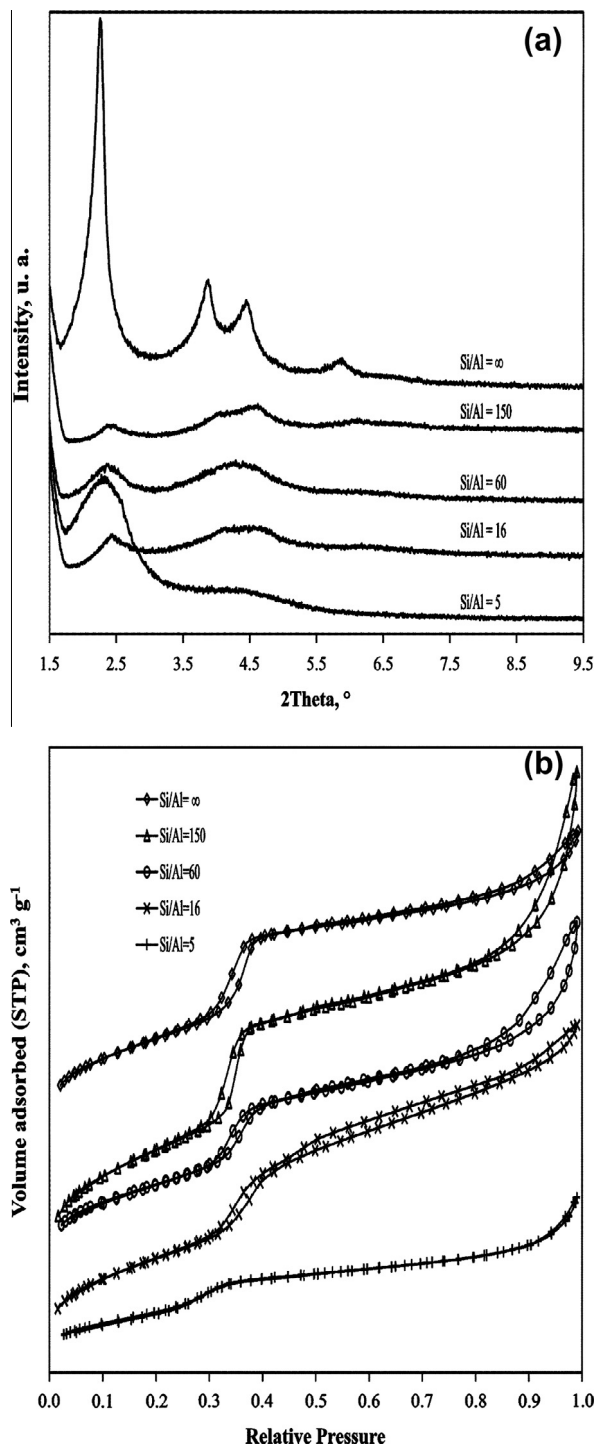 (a)
Intensity, u. a.
Si/Al = ∞
Si/Al = 150
Si/Al = 60
Si/Al = 16
Si/Al = 5
1.5 2.5 3.5 4.5 5.5 6.5 7.5 8.5 9.5
2Theta, °
(b)
Si/Al= ∞
Si/Al=150
Si/Al=60
Si/Al=16
Si/Al=5
Volume adsorbed (STP), cm³ g⁻¹
0.0 0.1 0.2 0.3 0.4 0.5 0.6 0.7 0.8 0.9 1.0
Relative Pressure